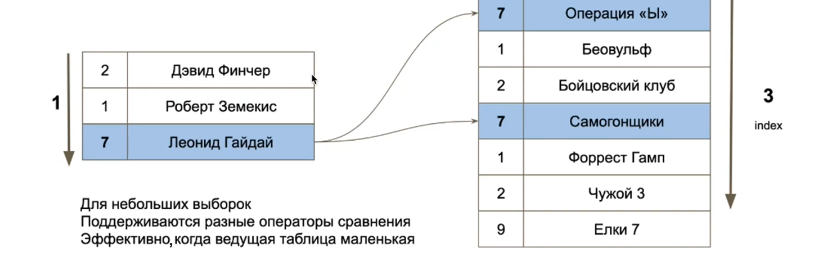 7 Операция «Ы»
1 Беовульф
2 Бойцовский клуб
7 Самогонщики
1 Форрест Гамп
2 Чужой 3
9 Елки 7
3
index
1
2 Дэвид Финчер
1 Роберт Земекис
7 Леонид Гайдай
Для небольших выборок
Поддерживаются разные операторы сравнения
Эффективно, когда ведущая таблица маленькая